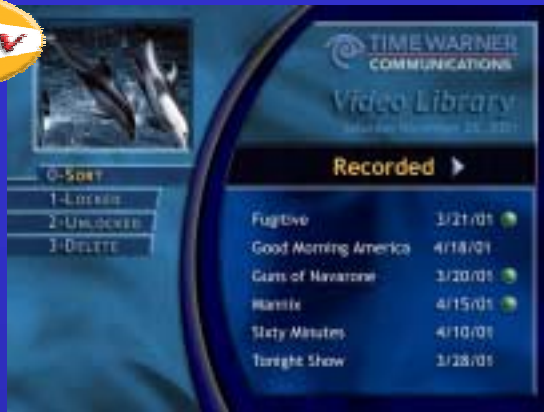 TIME WARNER
COMMUNICATIONS
Video Library
Recorded
0-SORT
1-LOCKED
2-UNLOCKED
3-DELETE
Fugitive 3/21/01
Good Morning America 4/18/01
Guns of Navarone 3/20/01
Mannix 4/15/01
Sixty Minutes 4/10/01
Tonight Show 3/28/01